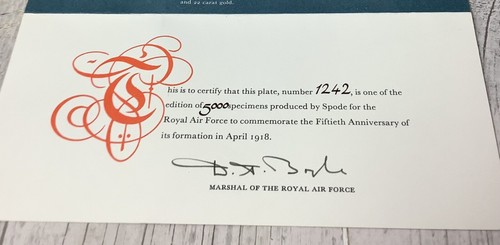 and 22 carat gold.
This is to certify that this plate, number 1242, is one of the
edition of 5000 specimens produced by Spode for the
Royal Air Force to commemorate the Fiftieth Anniversary of
its formation in April 1918.
D. A. Boyle
MARSHAL OF THE ROYAL AIR FORCE